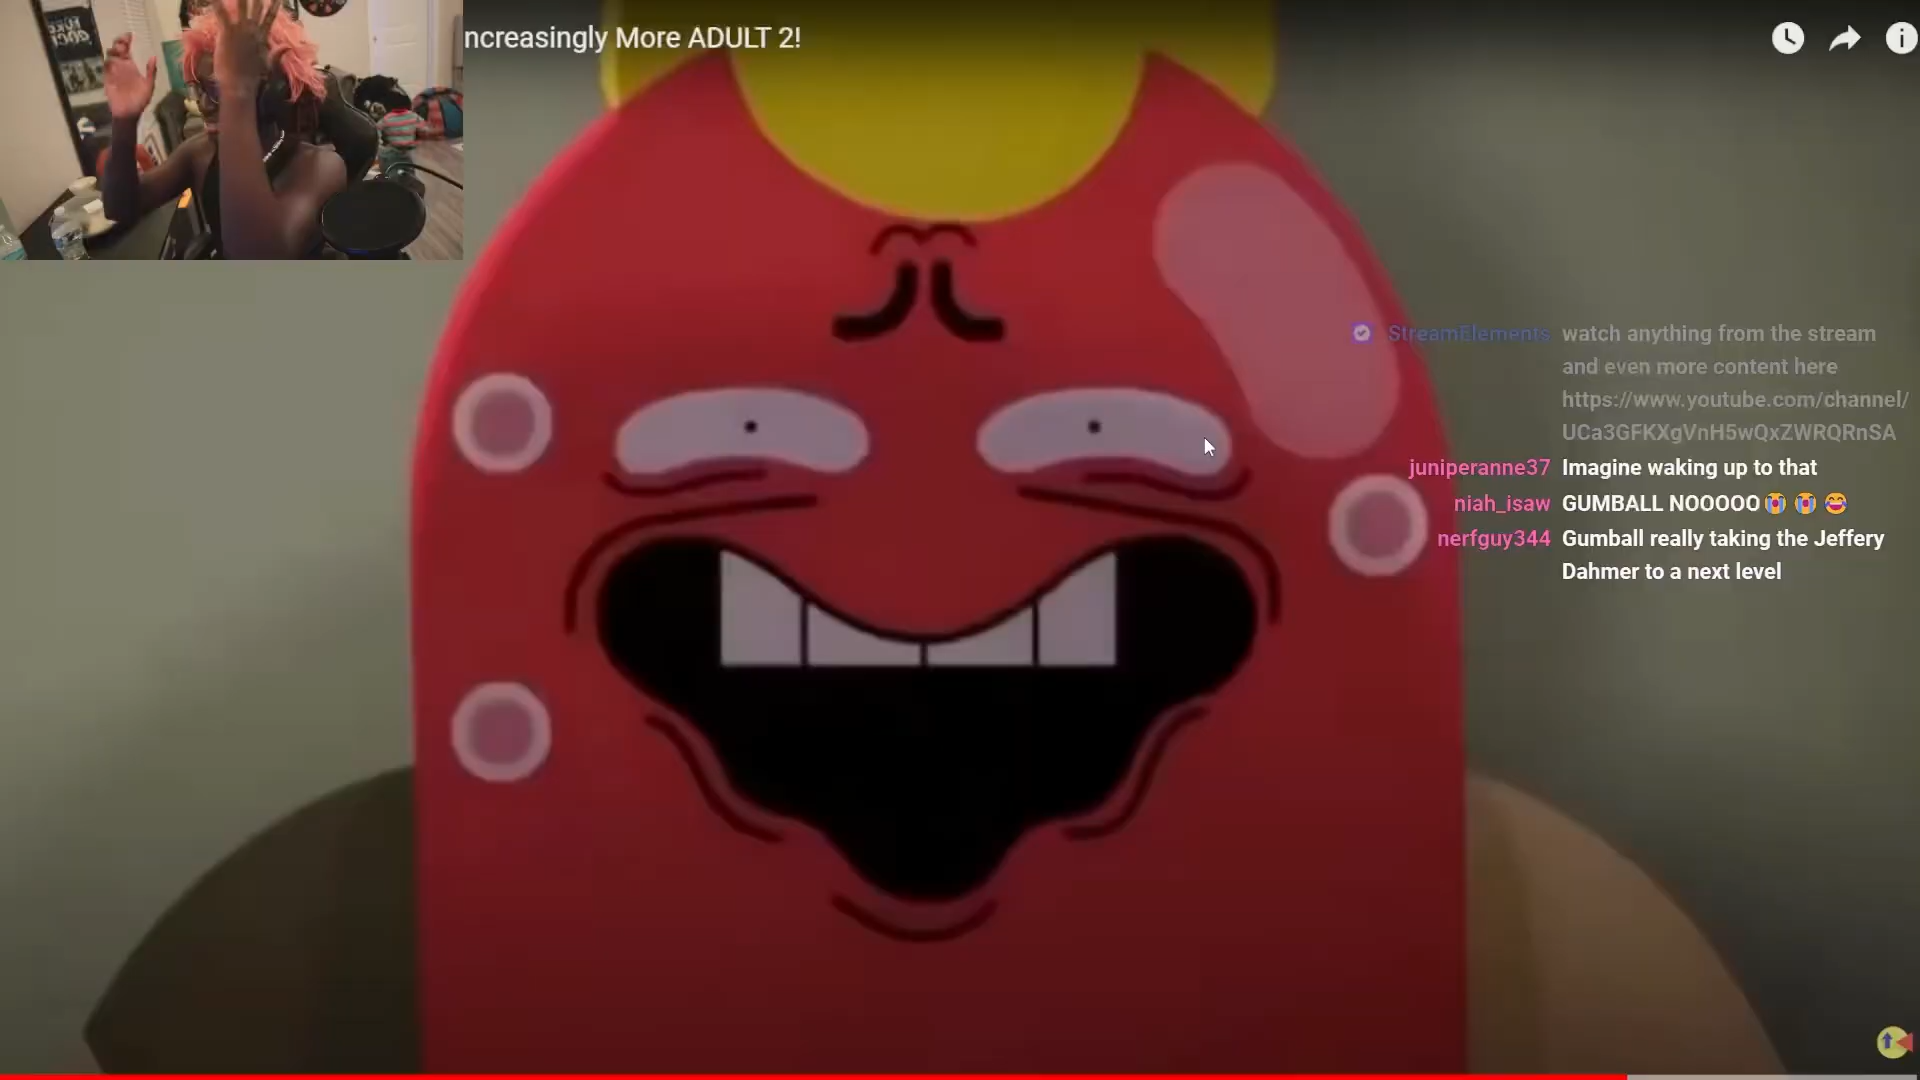 ncreasingly More ADULT 2!
StreamElements watch anything from the stream
and even more content here
https://www.youtube.com/channel/
UCa3GFKXgVnH5wQxZWRQRnSA
juniperanne37 Imagine waking up to that
niah_isaw GUMBALL NOOOOO😭😭😂
nerfguy344 Gumball really taking the Jeffery
Dahmer to a next level